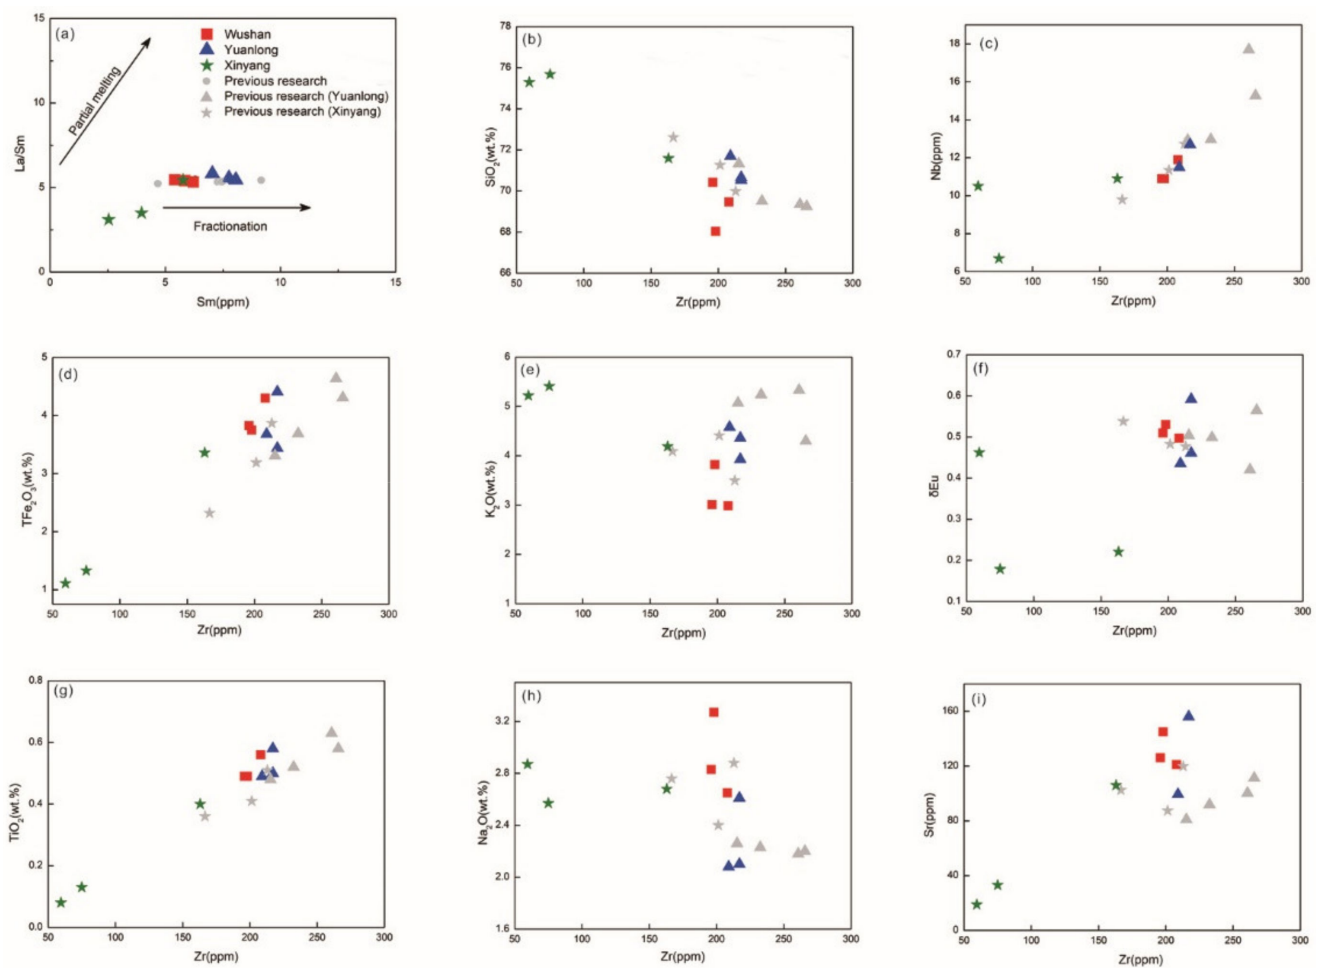 (a)
Wushan
Yuanlong
Xinyang
Previous research
Previous research (Yuanlong)
Previous research (Xinyang)
Partial melting
Fractionation
La/Sm
15
10
5
0
0 5 10 15
Sm(ppm)
(b)
SiO2(wt.%)
78
76
74
72
70
68
66
50 100 150 200 250 300
Zr(ppm)
(c)
Nb(ppm)
18
16
14
12
10
8
6
50 100 150 200 250 300
Zr(ppm)
(d)
TFe2O3(wt.%)
5
4
3
2
1
50 100 150 200 250 300
Zr(ppm)
(e)
K2O(wt.%)
6
5
4
3
2
1
50 100 150 200 250 300
Zr(ppm)
(f)
δEu
0.7
0.6
0.5
0.4
0.3
0.2
0.1
50 100 150 200 250 300
Zr(ppm)
(g)
TiO2(wt.%)
0.8
0.6
0.4
0.2
0.0
50 100 150 200 250 300
Zr(ppm)
(h)
Na2O(wt.%)
3.2
2.8
2.4
2.0
1.6
50 100 150 200 250 300
Zr(ppm)
(i)
Sr(ppm)
160
120
80
40
0
50 100 150 200 250 300
Zr(ppm)